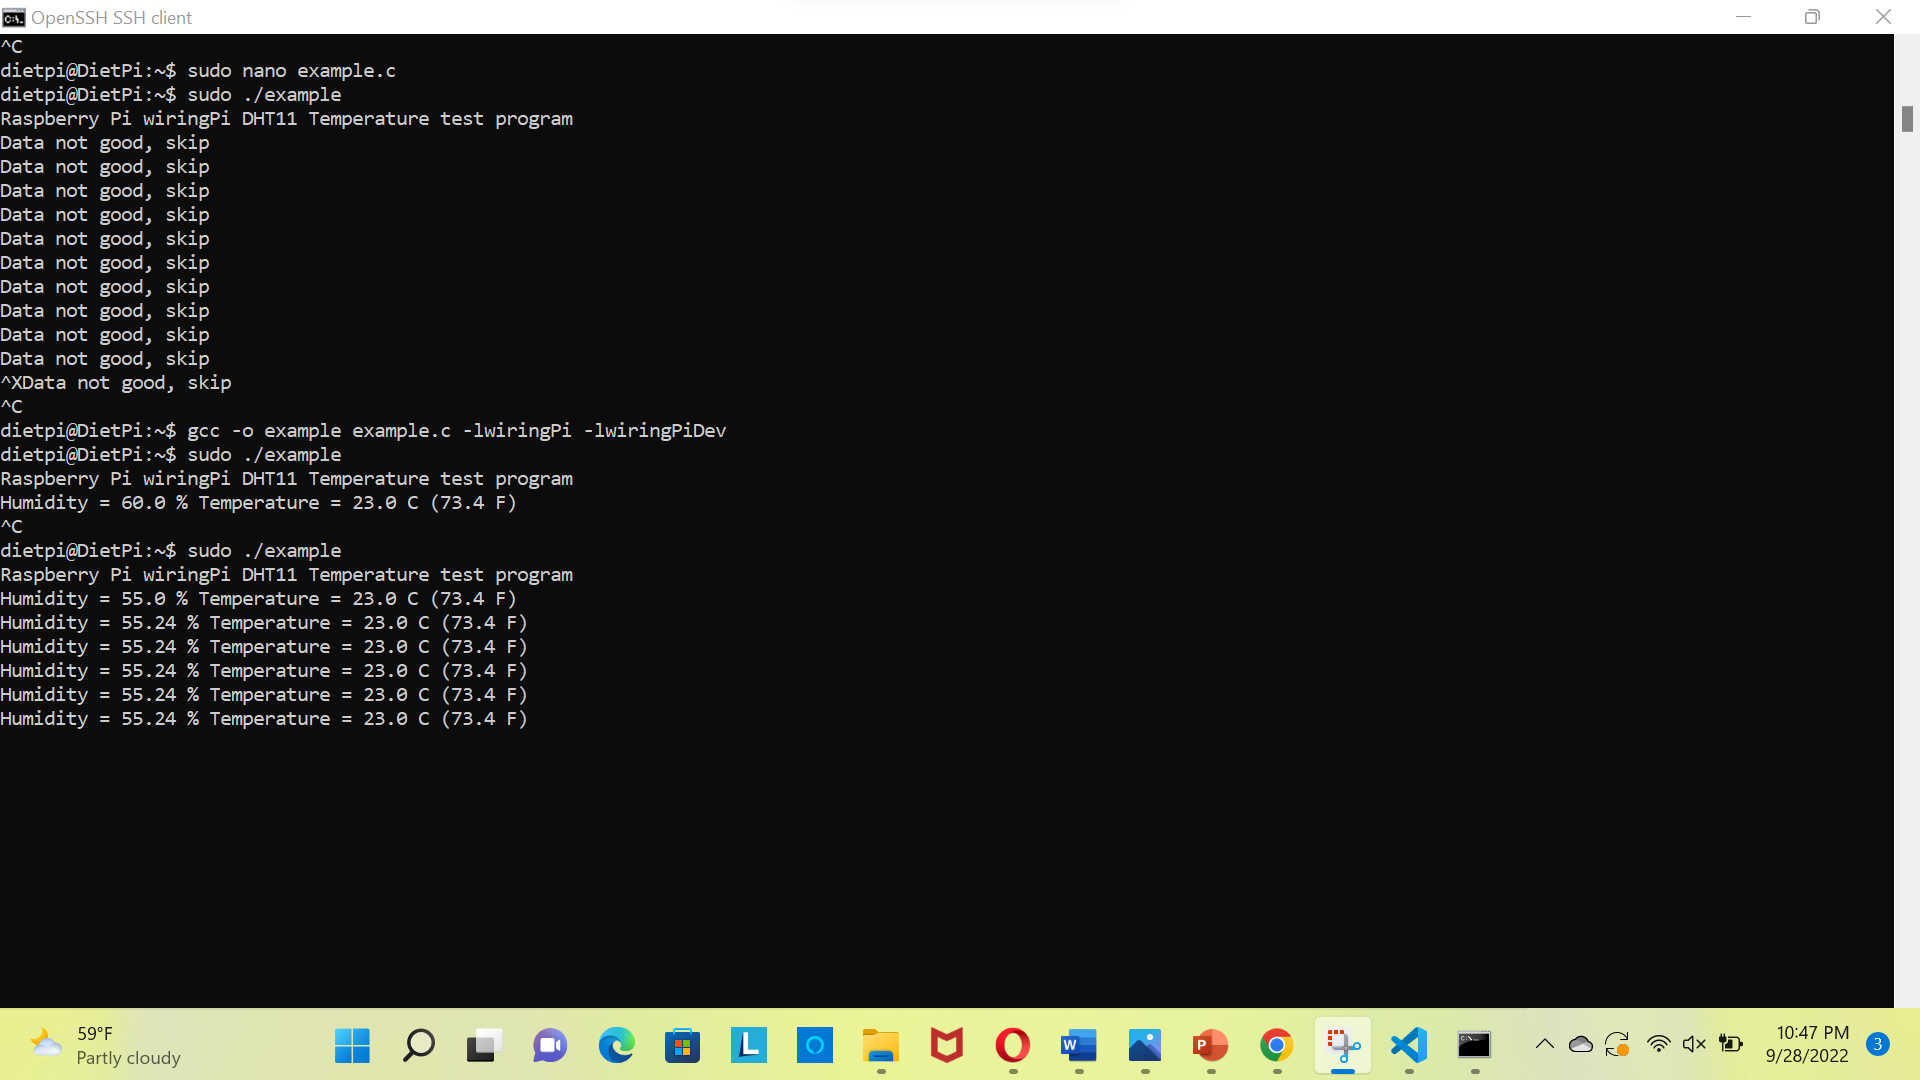 OpenSSH SSH client
^C
dietpi@DietPi:~$ sudo nano example.c
dietpi@DietPi:~$ sudo ./example
Raspberry Pi wiringPi DHT11 Temperature test program
Data not good, skip
Data not good, skip
Data not good, skip
Data not good, skip
Data not good, skip
Data not good, skip
Data not good, skip
Data not good, skip
Data not good, skip
Data not good, skip
^XData not good, skip
^C
dietpi@DietPi:~$ gcc -o example example.c -lwiringPi -lwiringPiDev
dietpi@DietPi:~$ sudo ./example
Raspberry Pi wiringPi DHT11 Temperature test program
Humidity = 60.0 % Temperature = 23.0 C (73.4 F)
^C
dietpi@DietPi:~$ sudo ./example
Raspberry Pi wiringPi DHT11 Temperature test program
Humidity = 55.0 % Temperature = 23.0 C (73.4 F)
Humidity = 55.24 % Temperature = 23.0 C (73.4 F)
Humidity = 55.24 % Temperature = 23.0 C (73.4 F)
Humidity = 55.24 % Temperature = 23.0 C (73.4 F)
Humidity = 55.24 % Temperature = 23.0 C (73.4 F)
Humidity = 55.24 % Temperature = 23.0 C (73.4 F)
59°F
Partly cloudy
L
W
P
10:47 PM
9/28/2022
3